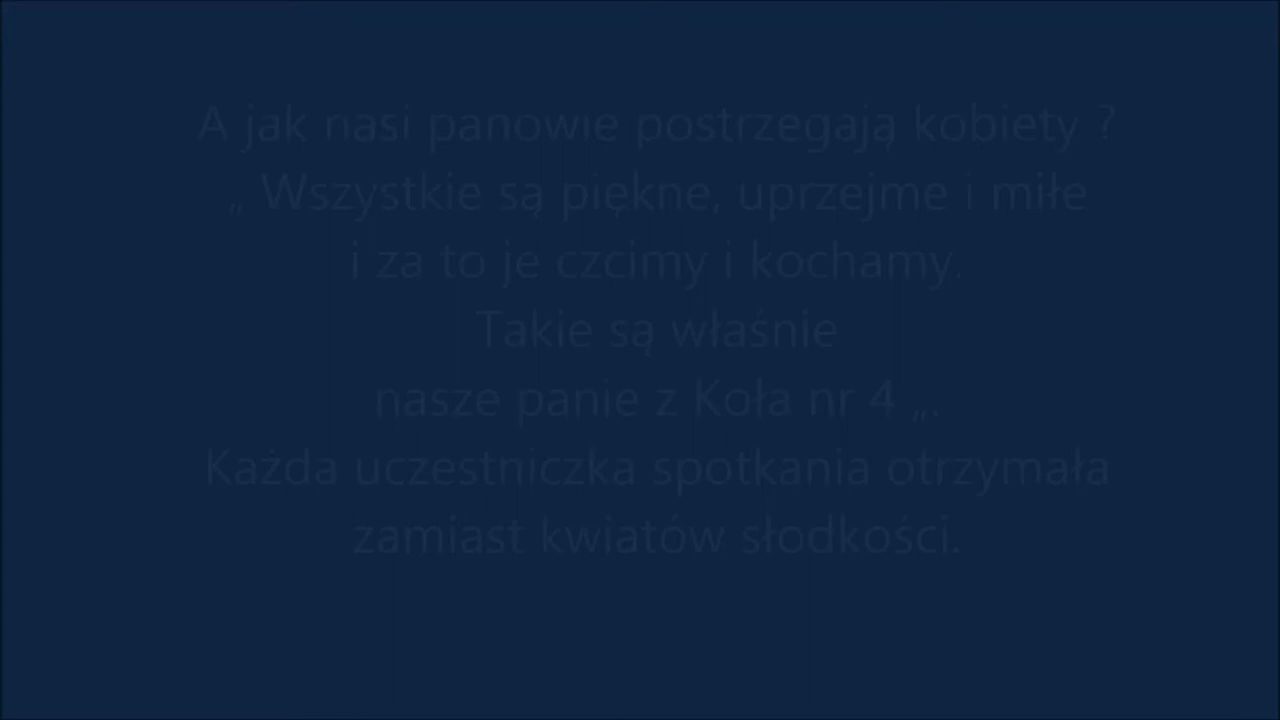 A jak nasi panowie postrzegają kobiety ?
„ Wszystkie są piękne, uprzejme i miłe
i za to je czcimy i kochamy.
Takie są właśnie
nasze panie z Koła nr 4 „.
Każda uczestniczka spotkania otrzymała
zamiast kwiatów słodkości.